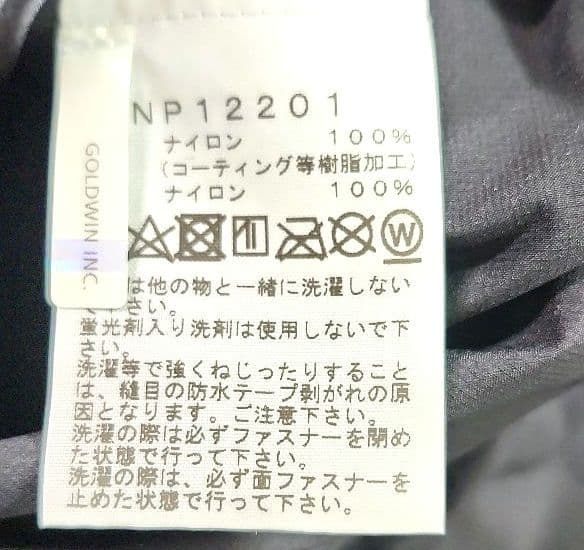 NP12201
ナイロン 100%
(コーティング等樹脂加工)
ナイロン 100%
W
GOLDWIN INC.
は他の物と一緒に洗濯しない
さい。
蛍光剤入り洗剤は使用しないで下
さい。
洗濯等で強くねじったりすること
は、縫目の防水テープ剥がれの原
因となります。ご注意下さい。
洗濯の際は必ずファスナーを閉め
た状態で行って下さい。
洗濯の際は、必ず面ファスナーを
止めた状態で行って下さい。